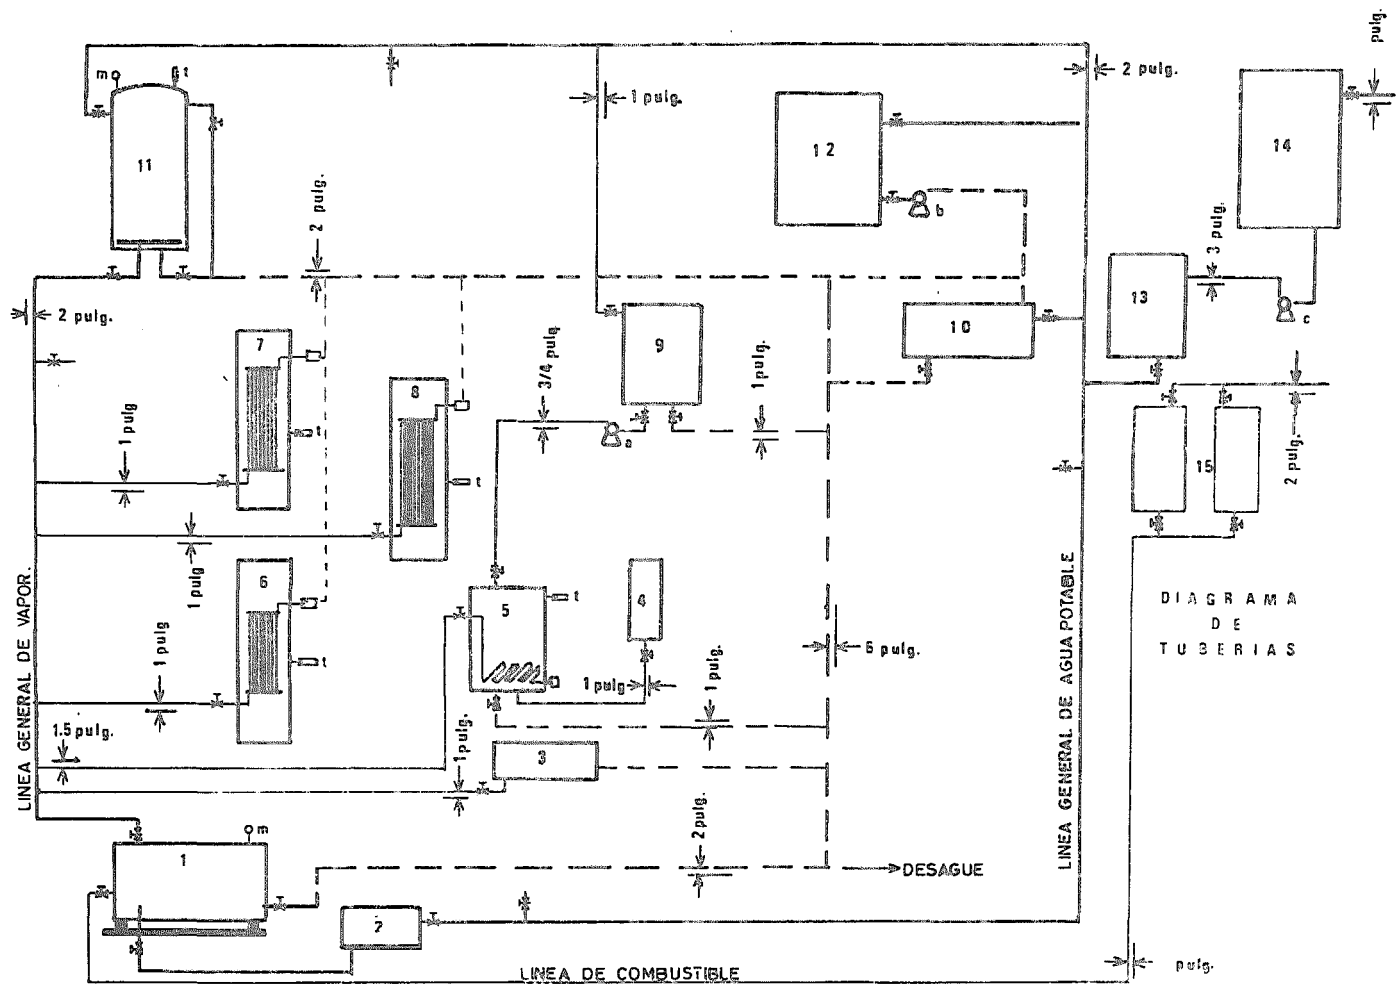 pulg.
2 pulg.
m
t
1 pulg.
14
12
11
2 pulg.
b
3 pulg.
13
c
2 pulg.
10
7
9
3/4 pulg.
1 pulg.
8
1 pulg
t
a
2 pulg.
15
t
1 pulg
6
5
t
4
DIAGRAMA
DE
TUBERIAS
1 pulg
t
6 pulg.
1 pulg
1 pulg.
1.5 pulg.
1 pulg.
3
LINEA GENERAL DE VAPOR.
LINEA GENERAL DE AGUA POTABLE
m
1
2 pulg.
DESAGUE
2
pulg.
LINEA DE COMBUSTIBLE